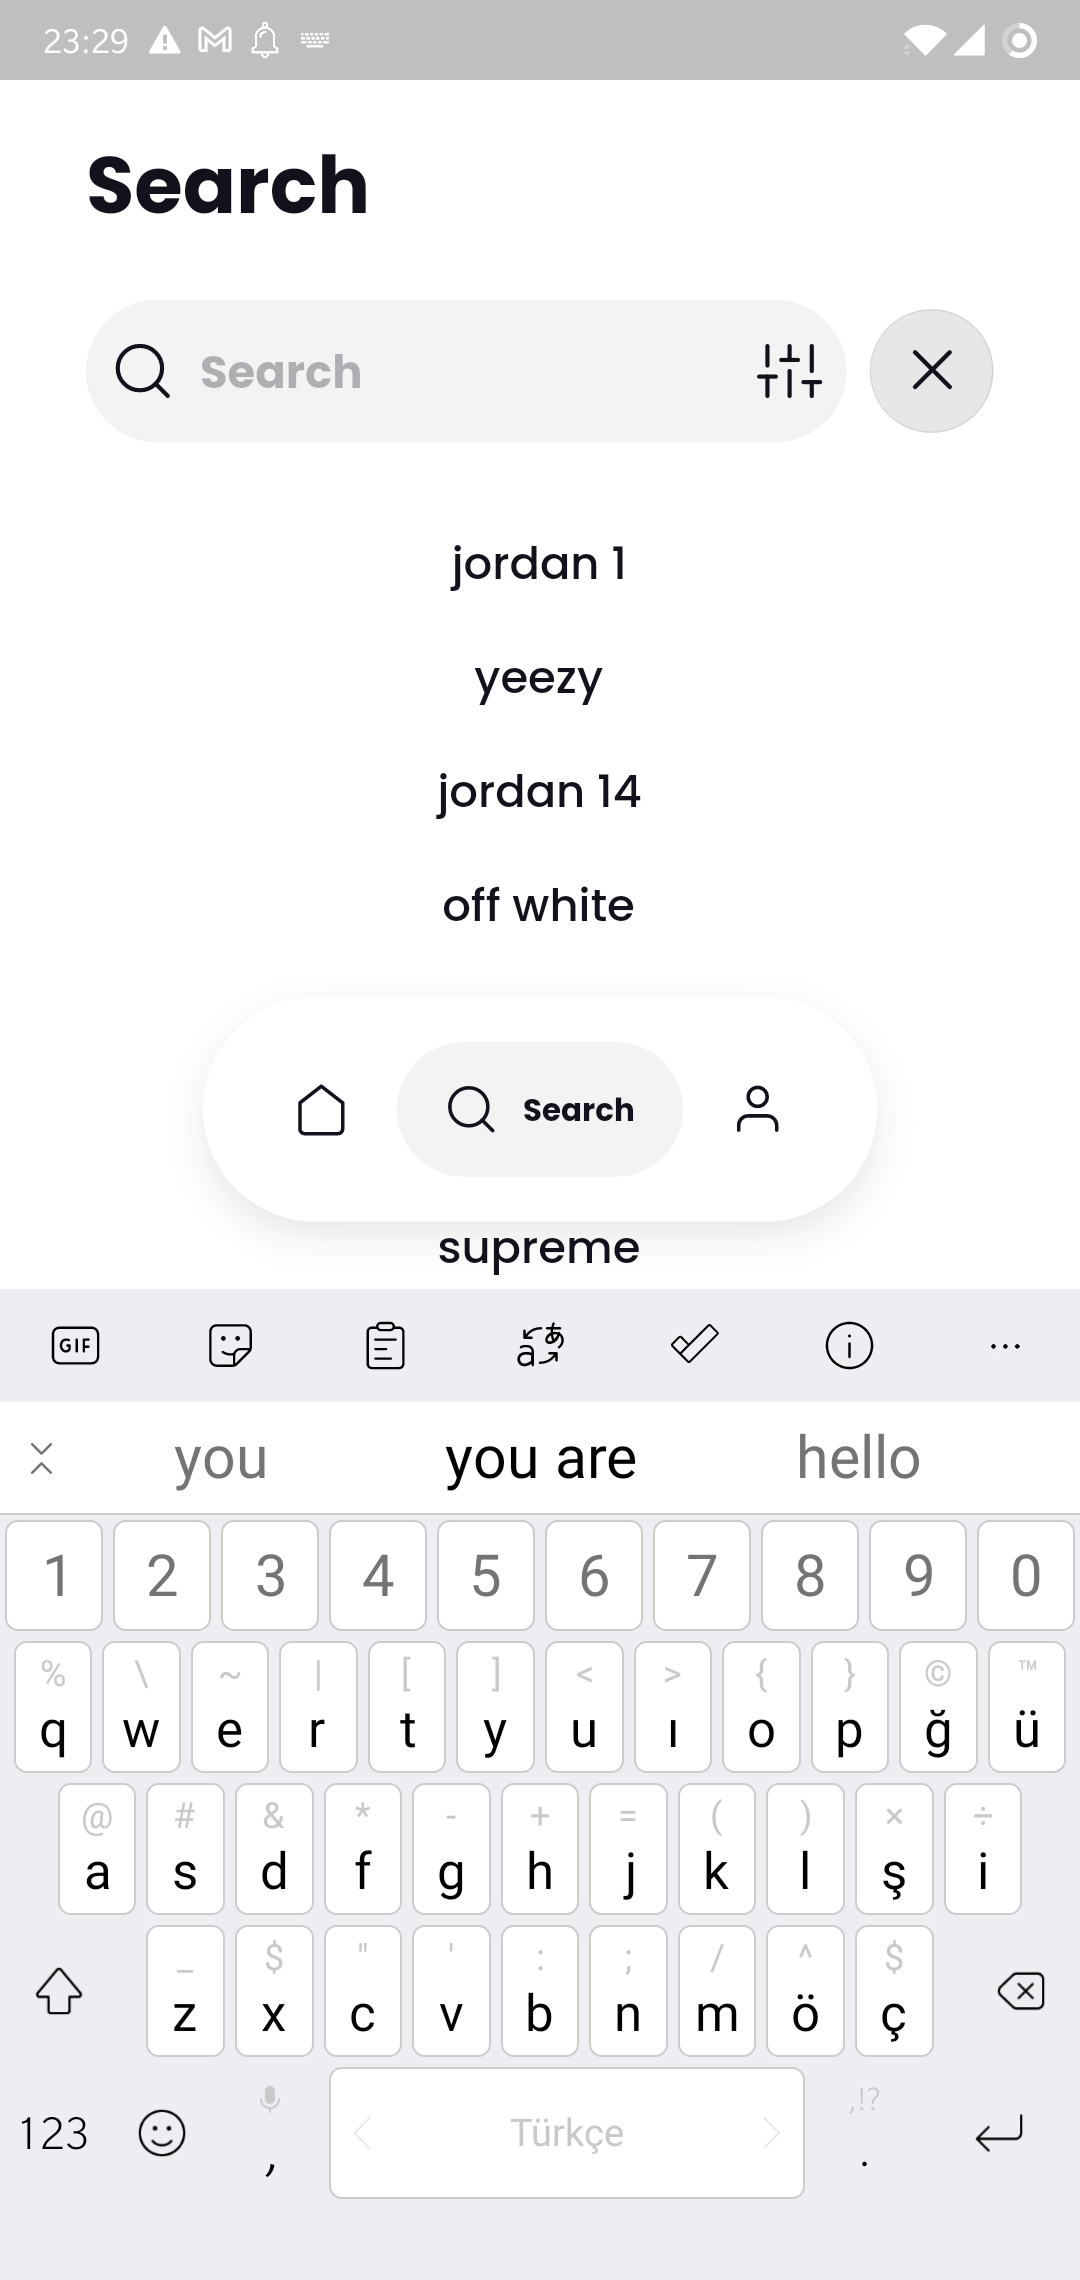 23:29
Search
Search
jordan 1
yeezy
jordan 14
off white
Search
supreme
GIF
you you are hello
1 2 3 4 5 6 7 8 9 0
% \ ~ | [ ] < > { } © ™
q w e r t y u ı o p ğ ü
@ # & * - + = ( ) × ÷
a s d f g h j k l ş i
_ $ " ' : ; / ^ $
z x c v b n m ö ç
,!?
123 , Türkçe .